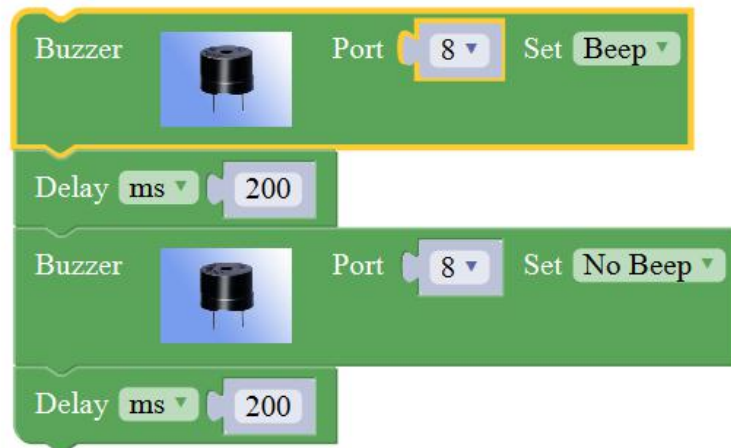 Buzzer Port 8 Set Beep
Delay ms 200
Buzzer Port 8 Set No Beep
Delay ms 200